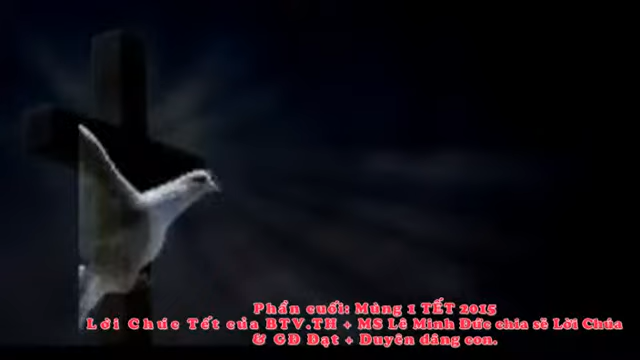 Phần cuối: Mùng 1 TẾT 2015
Lời Chúc Tết của BTV.TH + MS Lê Minh Đức chia sẽ Lời Chúa
& GĐ Đạt + Duyên dâng con.